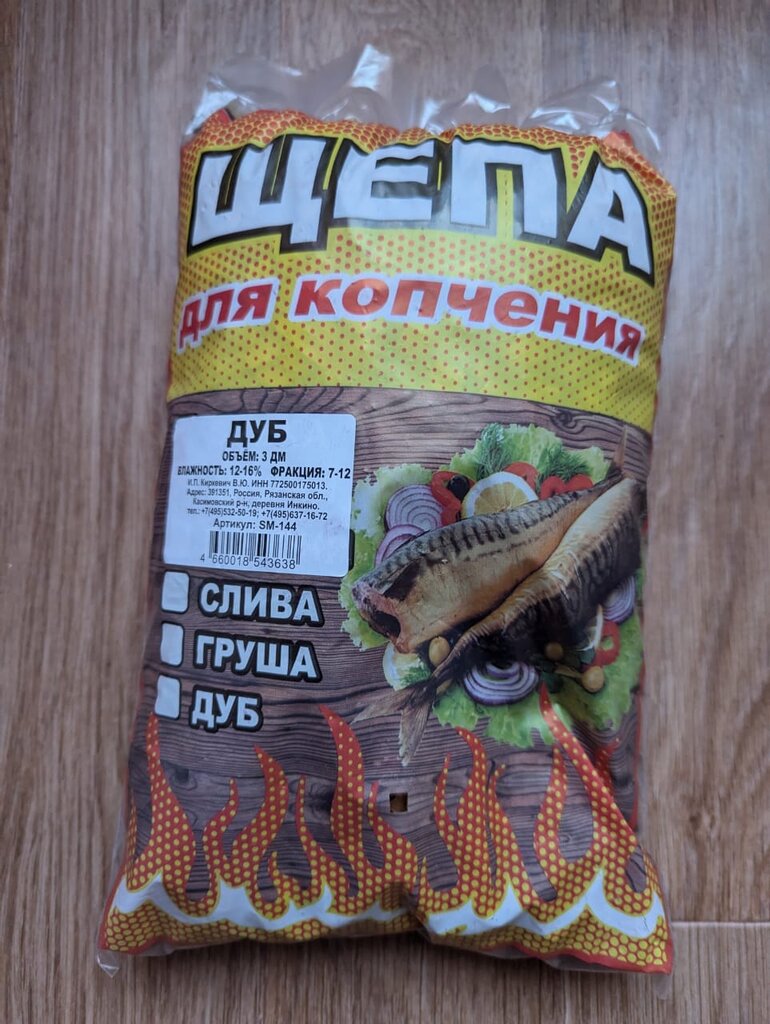 ЩЕПА
для копчения
ДУБ
ОБЪЁМ: 3 ДМ
ВЛАЖНОСТЬ: 12-16% ФРАКЦИЯ: 7-12
И.П. Киркевич В.Ю. ИНН 772500175013.
Адрес: 391351, Россия, Рязанская обл.,
Касимовский р-н, деревня Инкино.
тел.: +7(495)532-50-19; +7(495)637-16-72
Артикул: SM-144
4 660018 543638
СЛИВА
ГРУША
ДУБ